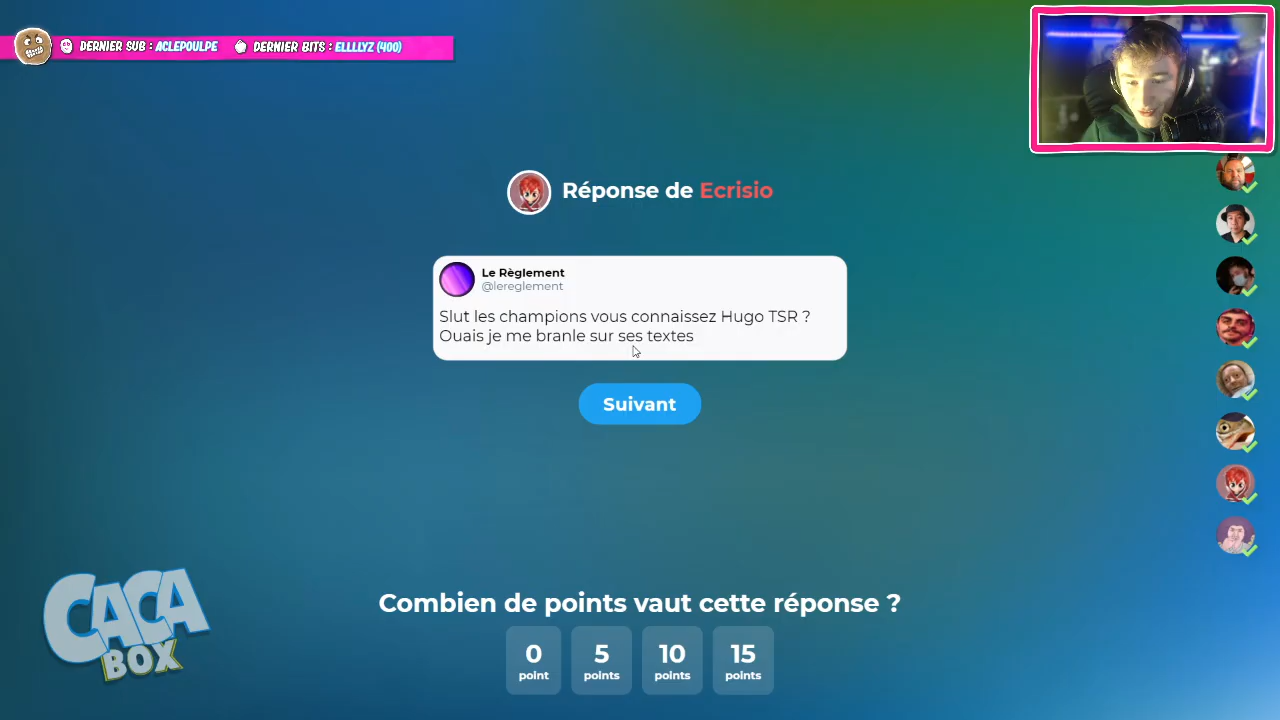 DERNIER SUB : ACLEPOULPE DERNIER BITS : ELLLLYZ (400)
Réponse de Ecrisio
Le Règlement
@lereglement
Slut les champions vous connaissez Hugo TSR ?
Ouais je me branle sur ses textes
Suivant
CACA
BOX
Combien de points vaut cette réponse ?
0 5 10 15
point points points points